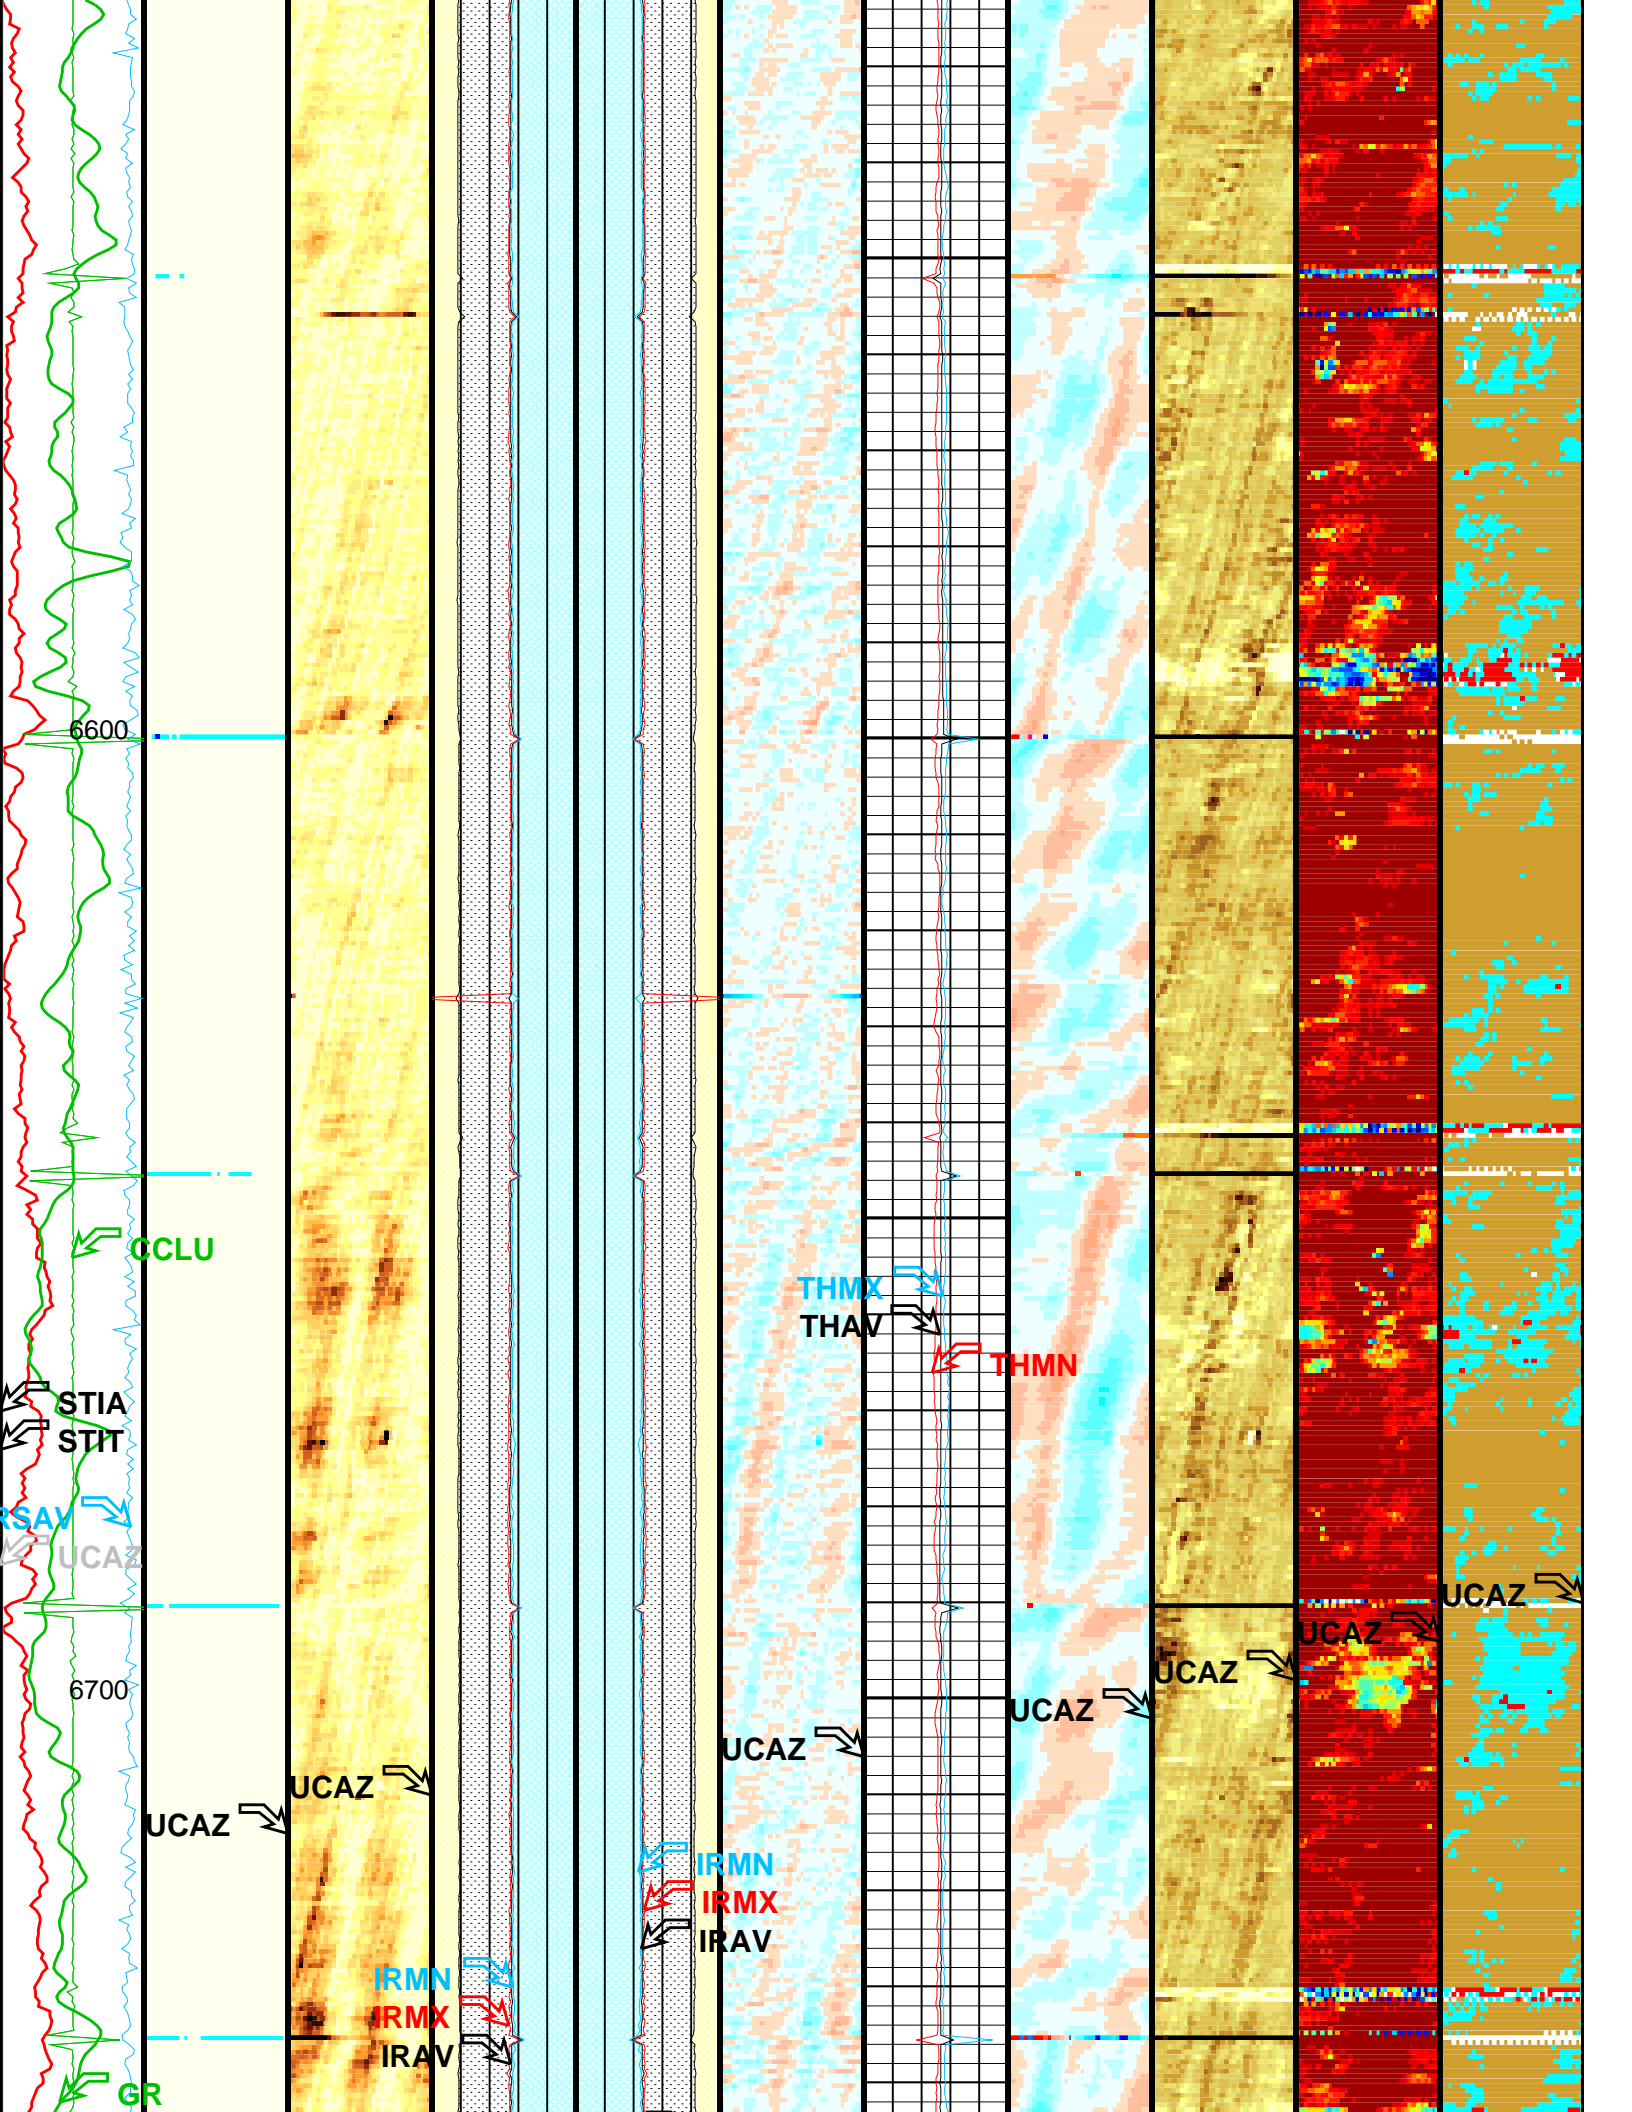 6600
CCLU
THMX
THAV
THMN
STIA
STIT
RSAV
UCAZ
UCAZ
UCAZ
UCAZ
6700
UCAZ
UCAZ
UCAZ
UCAZ
IRMN
IRMX
IRAV
IRMN
IRMX
IRAV
GR